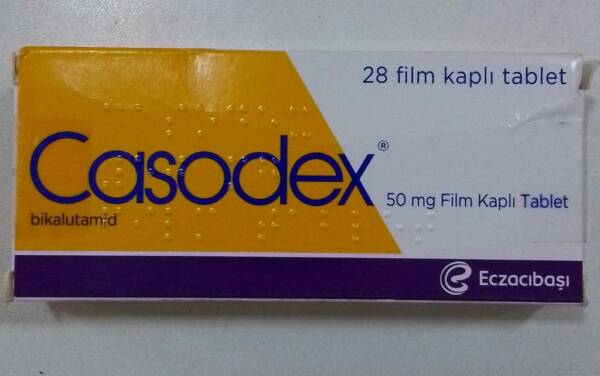 28 film kaplı tablet
Casodex®
50 mg Film Kaplı Tablet
bikalutamid
Eczacıbaşı